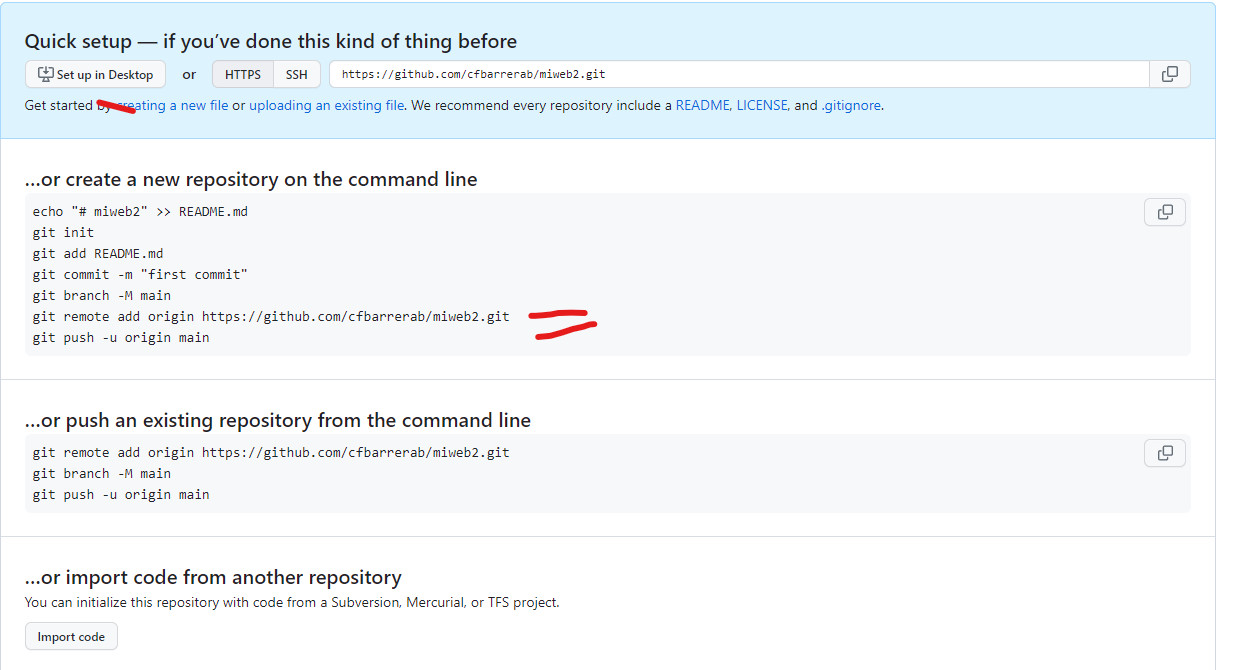 Quick setup — if you’ve done this kind of thing before
Set up in Desktop or HTTPS SSH https://github.com/cfbarrerab/miweb2.git
Get started by creating a new file or uploading an existing file. We recommend every repository include a README, LICENSE, and .gitignore.
…or create a new repository on the command line
echo "# miweb2" >> README.md
git init
git add README.md
git commit -m "first commit"
git branch -M main
git remote add origin https://github.com/cfbarrerab/miweb2.git
git push -u origin main
…or push an existing repository from the command line
git remote add origin https://github.com/cfbarrerab/miweb2.git
git branch -M main
git push -u origin main
…or import code from another repository
You can initialize this repository with code from a Subversion, Mercurial, or TFS project.
Import code